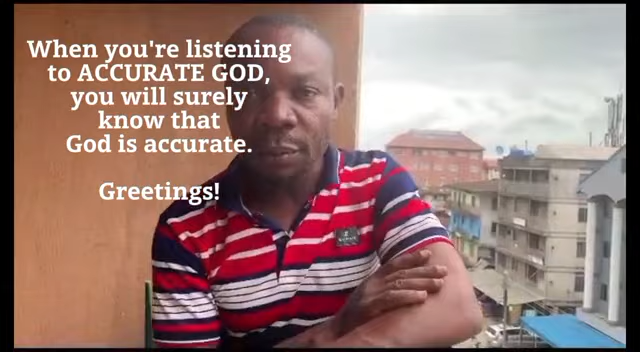 When you're listening
to ACCURATE GOD,
you will surely
know that
God is accurate.
Greetings!